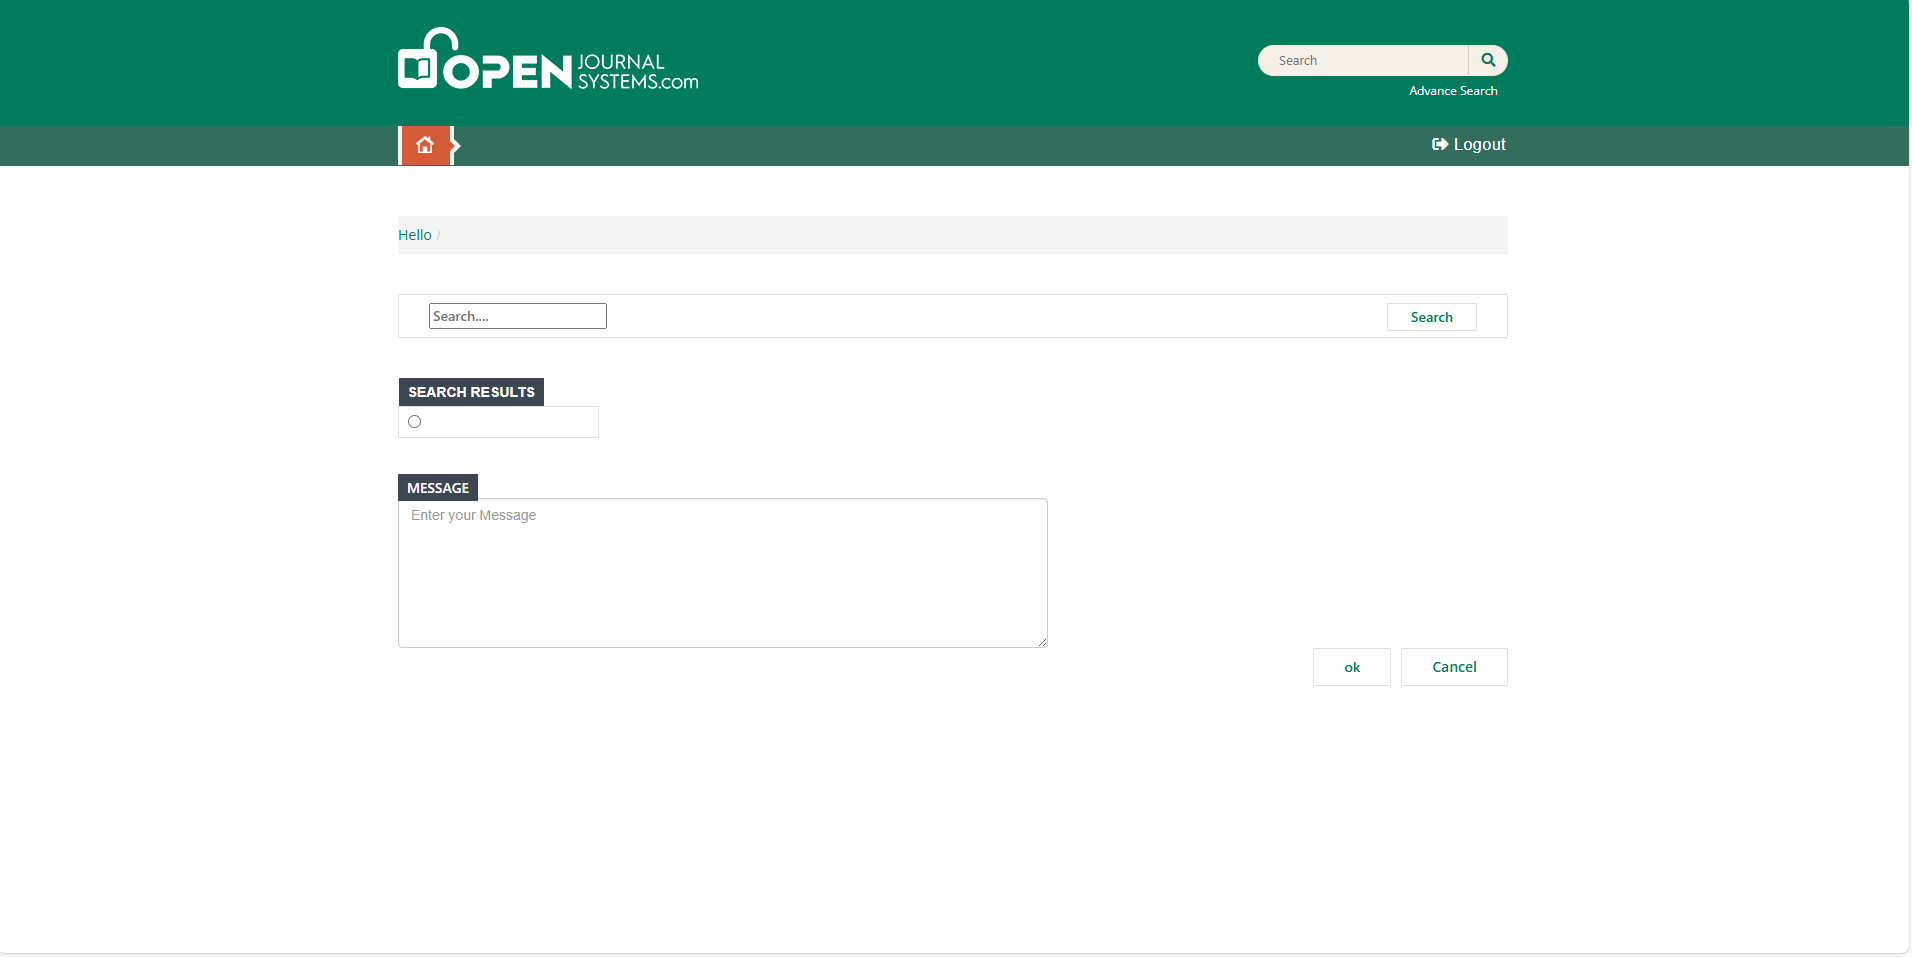 OPEN JOURNAL
SYSTEMS.com
Search
Advance Search
Logout
Hello /
Search....
Search
SEARCH RESULTS
MESSAGE
Enter your Message
ok
Cancel